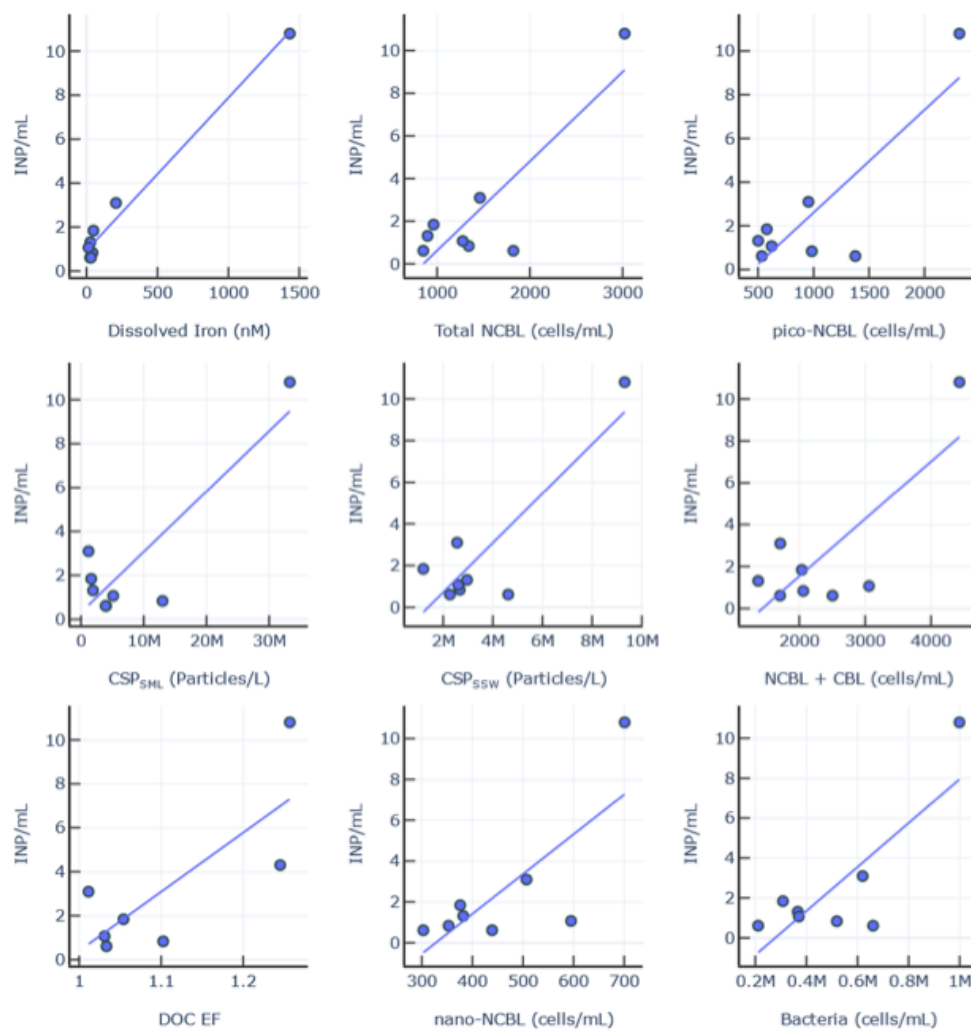 10
8
6
4
2
0
INP/mL
0 500 1000 1500
Dissolved Iron (nM)
10
8
6
4
2
0
INP/mL
1000 2000 3000
Total NCBL (cells/mL)
10
8
6
4
2
0
INP/mL
500 1000 1500 2000
pico-NCBL (cells/mL)
10
8
6
4
2
0
INP/mL
0 10M 20M 30M
CSP_SML (Particles/L)
10
8
6
4
2
0
INP/mL
2M 4M 6M 8M 10M
CSP_SSW (Particles/L)
10
8
6
4
2
0
INP/mL
2000 3000 4000
NCBL + CBL (cells/mL)
10
8
6
4
2
0
INP/mL
1 1.1 1.2
DOC EF
10
8
6
4
2
0
INP/mL
300 400 500 600 700
nano-NCBL (cells/mL)
10
8
6
4
2
0
INP/mL
0.2M 0.4M 0.6M 0.8M 1M
Bacteria (cells/mL)